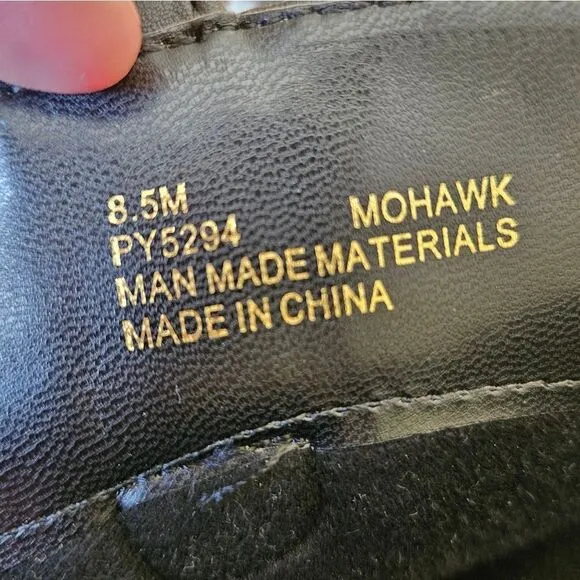 8.5M
PY5294 MOHAWK
MAN MADE MATERIALS
MADE IN CHINA